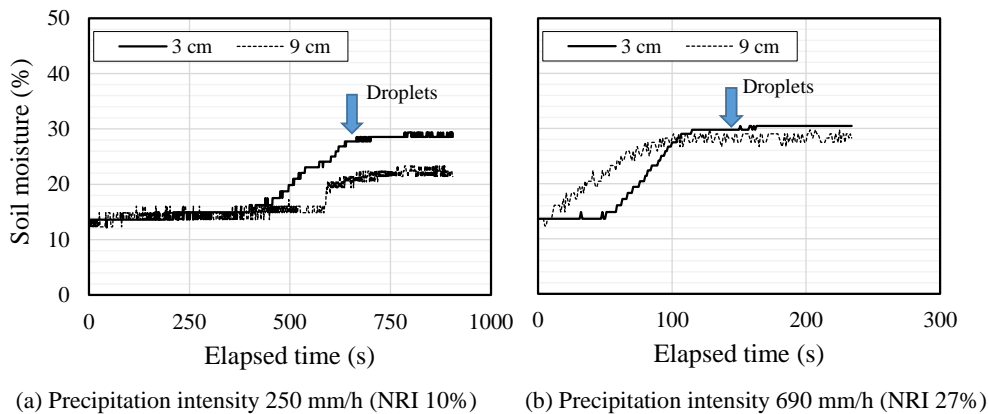 50
40
30
20
10
0
Soil moisture (%)
3 cm 9 cm
Droplets
0 250 500 750 1000
Elapsed time (s)
3 cm 9 cm
Droplets
0 100 200 300
Elapsed time (s)
(a) Precipitation intensity 250 mm/h (NRI 10%)
(b) Precipitation intensity 690 mm/h (NRI 27%)